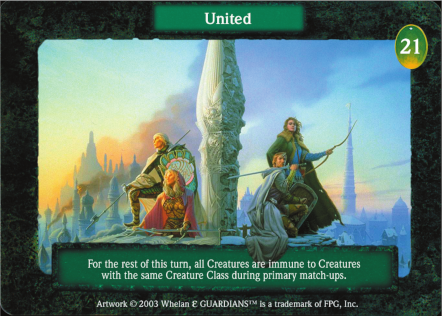 United
21
For the rest of this turn, all Creatures are immune to Creatures
with the same Creature Class during primary match-ups.
Artwork © 2003 Whelan & GUARDIANS™ is a trademark of FPG, Inc.